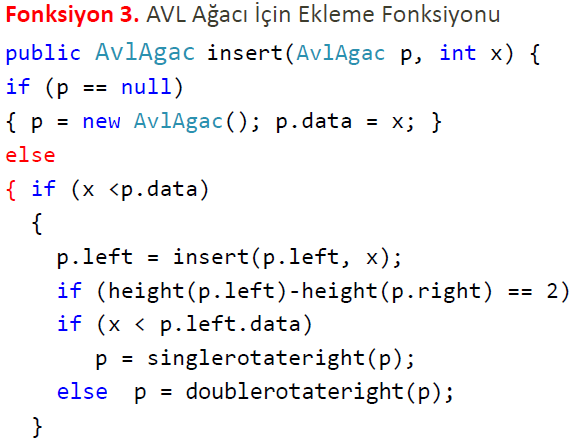 Fonksiyon 3. AVL Ağacı İçin Ekleme Fonksiyonu
public AvlAgac insert(AvlAgac p, int x) {
if (p == null)
{ p = new AvlAgac(); p.data = x; }
else
{ if (x <p.data)
{
p.left = insert(p.left, x);
if (height(p.left)-height(p.right) == 2)
if (x < p.left.data)
p = singlerotateright(p);
else  p = doublerotateright(p);
}